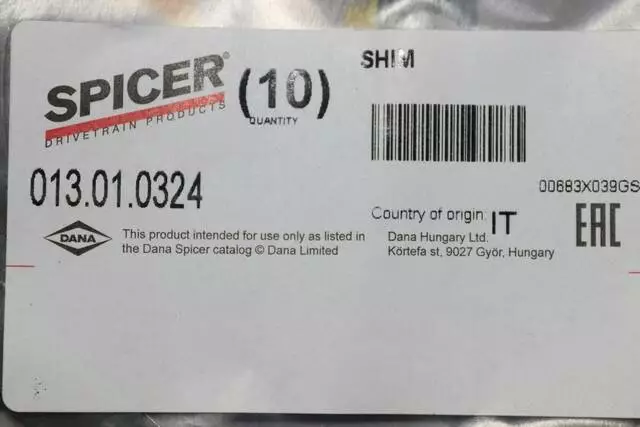 SPICER®
DRIVETRAIN PRODUCTS
(10)
QUANTITY
SHIM
013.01.0324
00683X039GS
DANA
This product intended for use only as listed in
the Dana Spicer catalog © Dana Limited
Country of origin: IT
Dana Hungary Ltd.
Körtefa st, 9027 Győr, Hungary
EAC